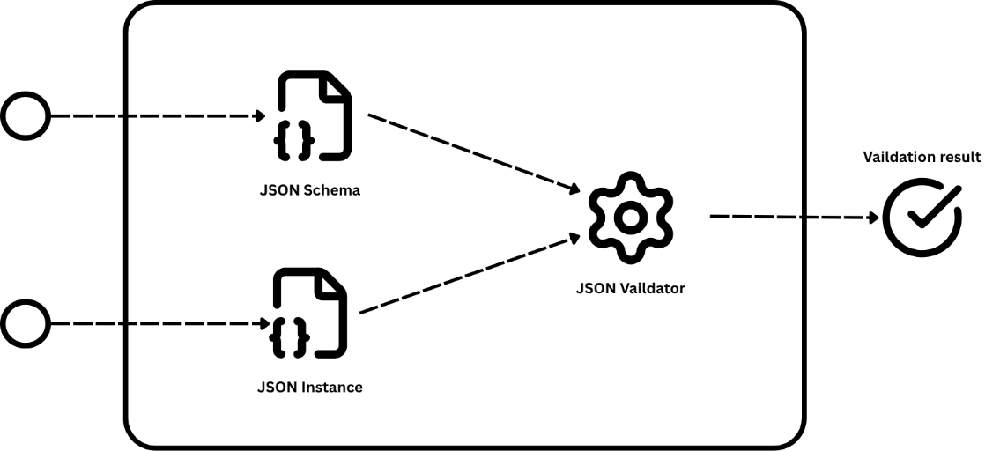 Vaildation result
JSON Schema
JSON Vaildator
JSON Instance